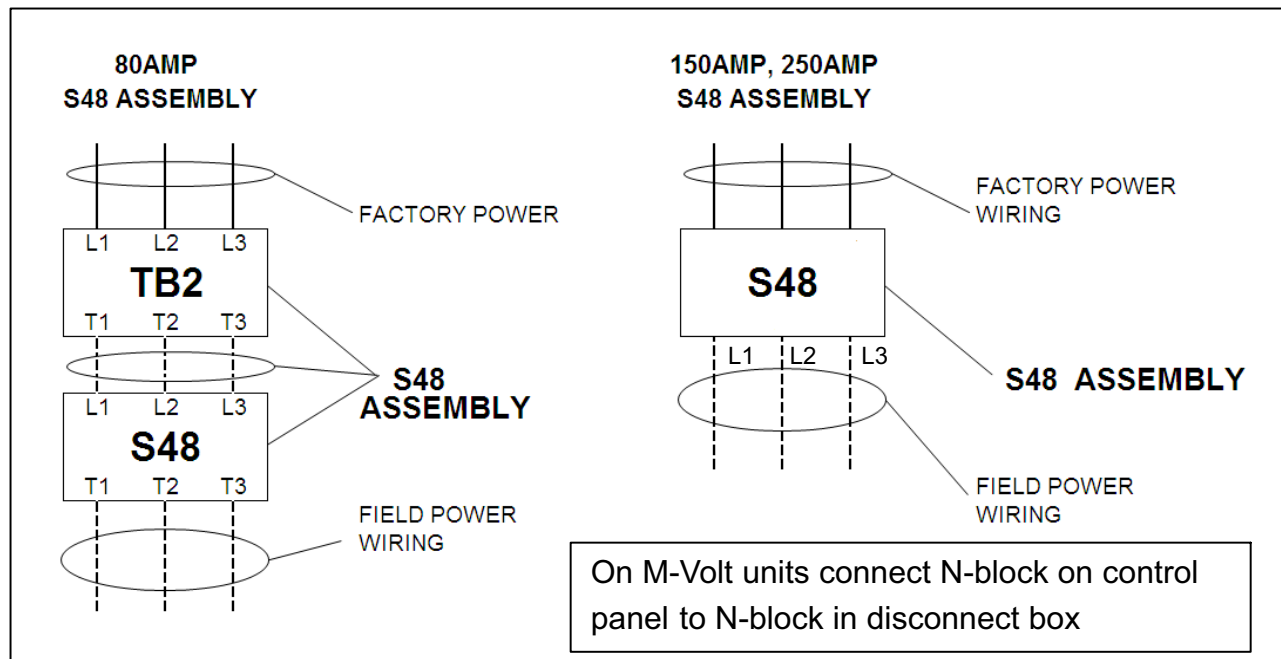 80AMP
S48 ASSEMBLY
FACTORY POWER
L1 L2 L3
TB2
T1 T2 T3
S48
ASSEMBLY
L1 L2 L3
S48
T1 T2 T3
FIELD POWER
WIRING
150AMP, 250AMP
S48 ASSEMBLY
FACTORY POWER
WIRING
S48
L1 L2 L3
S48 ASSEMBLY
FIELD POWER
WIRING
On M-Volt units connect N-block on control
panel to N-block in disconnect box